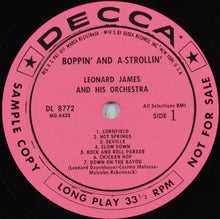 DECCA
BOPPIN' AND A-STROLLIN'
LEONARD JAMES
AND HIS ORCHESTRA
DL 8772
MG 6433
All Selections BMI
SIDE 1
SAMPLE COPY
NOT FOR SALE
1. CORNFIELD
2. HOT SPRINGS
3. SEVILLE
4. SLOW DOWN
5. ROCK AND ROLL PARADE
6. CHICKEN HOP
7. DOWN ON THE BAYOU
(Leonard Dauenhauer-Cosimo Matassa-
Malcolm Rebennack)
LONG PLAY 33⅓ RPM